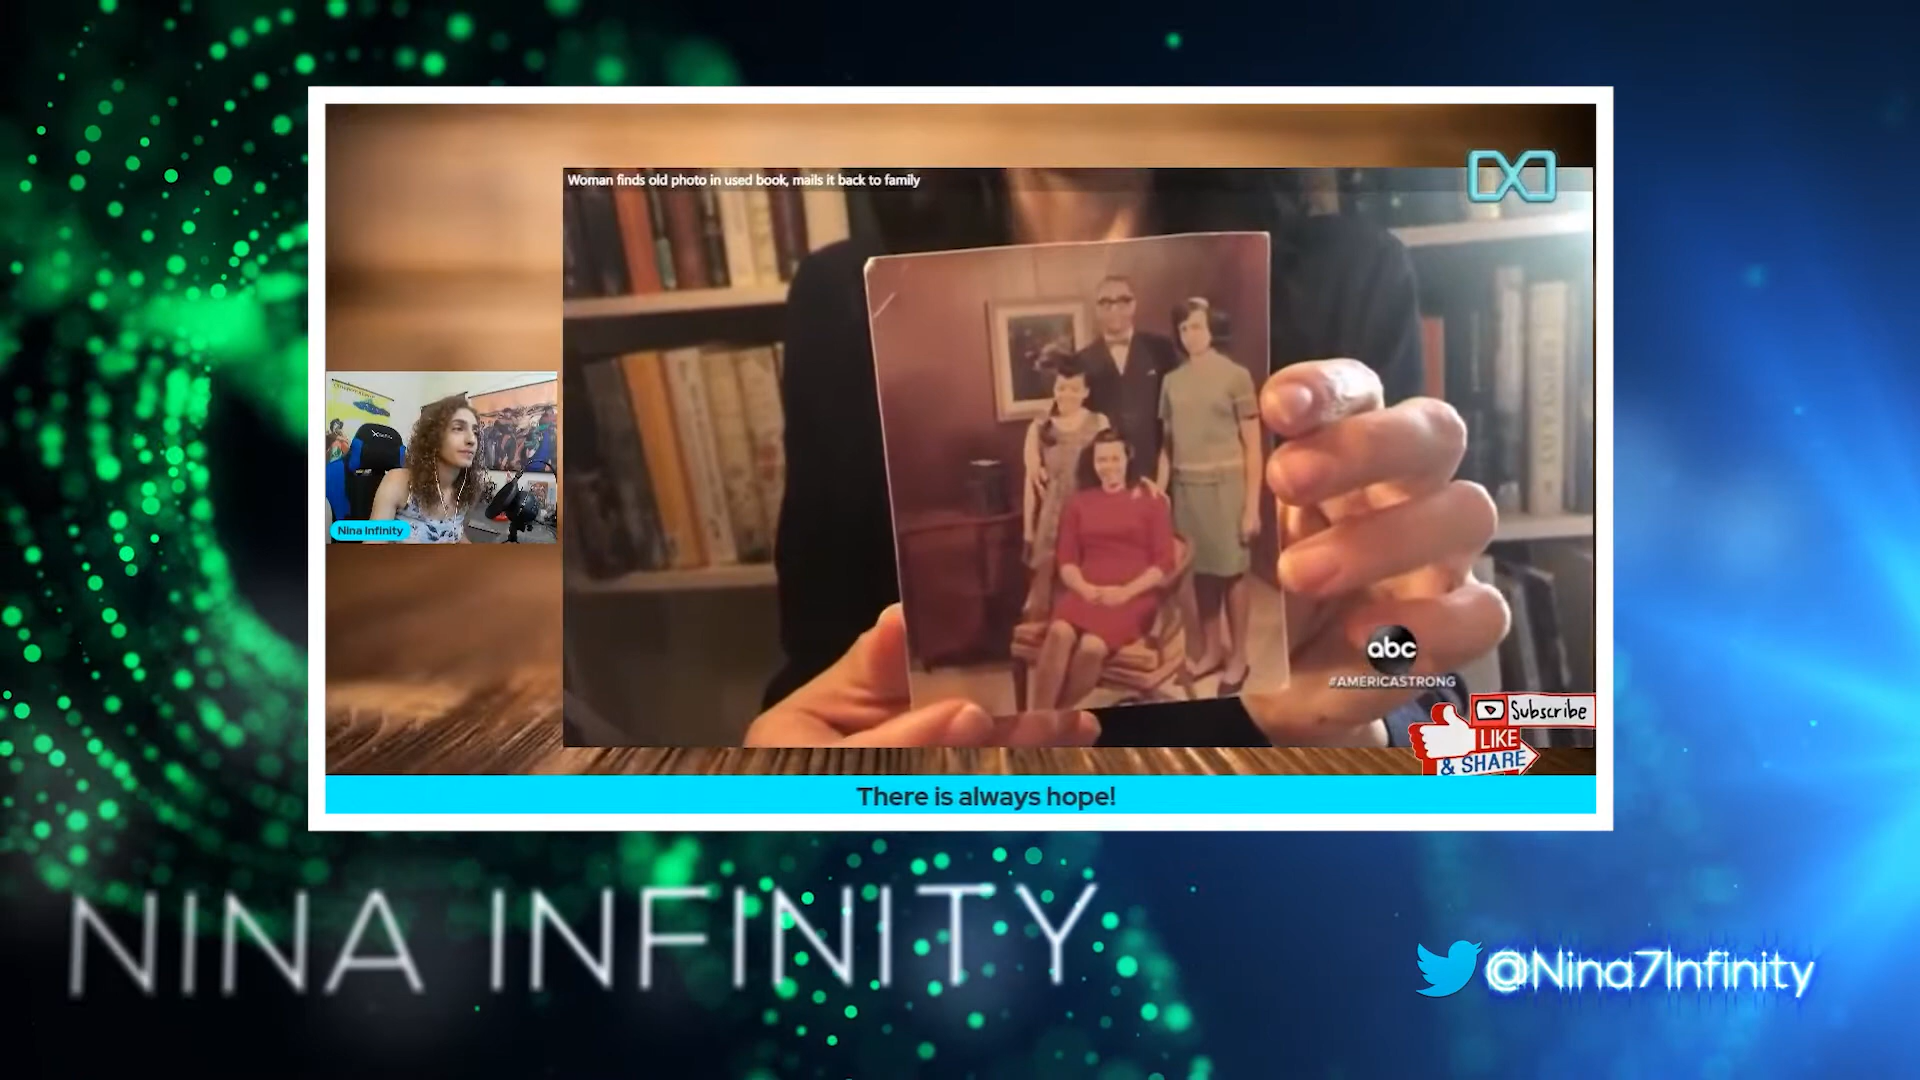 Woman finds old photo in used book, mails it back to family
Nina Infinity
abc
#AMERICASTRONG
Subscribe
LIKE
& SHARE
There is always hope!
NINA INFINITY
@Nina7Infinity